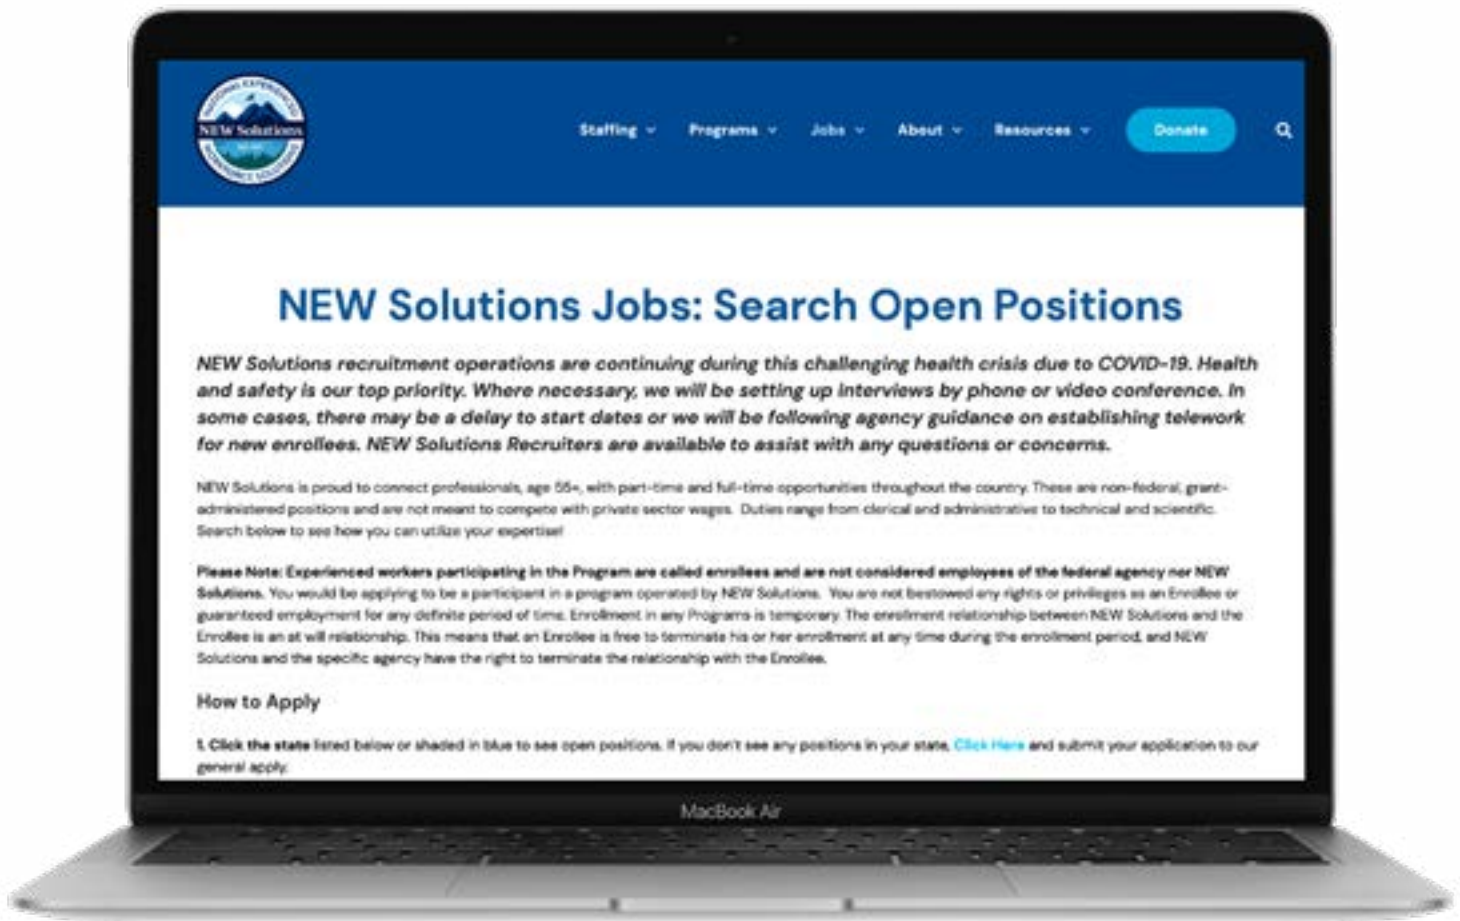 NATIONAL EXPERIENCED
NEW Solutions
WORKFORCE SOLUTIONS
Staffing
Programs
Jobs
About
Resources
Donate
NEW Solutions Jobs: Search Open Positions
NEW Solutions recruitment operations are continuing during this challenging health crisis due to COVID-19. Health
and safety is our top priority. Where necessary, we will be setting up interviews by phone or video conference. In
some cases, there may be a delay to start dates or we will be following agency guidance on establishing telework
for new enrollees. NEW Solutions Recruiters are available to assist with any questions or concerns.
NEW Solutions is proud to connect professionals, age 55+, with part-time and full-time opportunities throughout the country. These are non-federal, grant-
administered positions and are not meant to compete with private sector wages. Duties range from clerical and administrative to technical and scientific.
Search below to see how you can utilize your expertise!
Please Note: Experienced workers participating in the Program are called enrollees and are not considered employees of the federal agency nor NEW
Solutions. You would be applying to be a participant in a program operated by NEW Solutions. You are not bestowed any rights or privileges as an Enrollee or
guaranteed employment for any definite period of time. Enrollment in any Programs is temporary. The enrollment relationship between NEW Solutions and the
Enrollee is an at will relationship. This means that an Enrollee is free to terminate his or her enrollment at any time during the enrollment period, and NEW
Solutions and the specific agency have the right to terminate the relationship with the Enrollee.
How to Apply
1. Click the state listed below or shaded in blue to see open positions. If you don't see any positions in your state, Click Here and submit your application to our
general apply.
MacBook Air